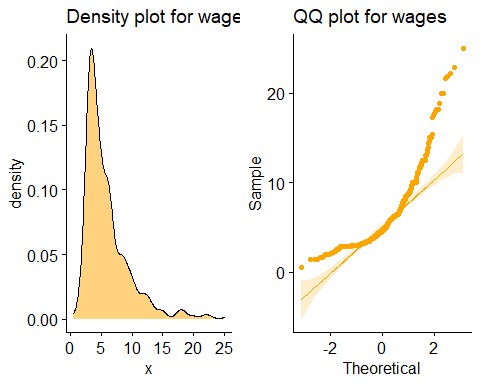 Density plot for wage
0.20
0.15
0.10
0.05
0.00
density
0 5 10 15 20 25
x
QQ plot for wages
20
10
0
Sample
-2 0 2
Theoretical